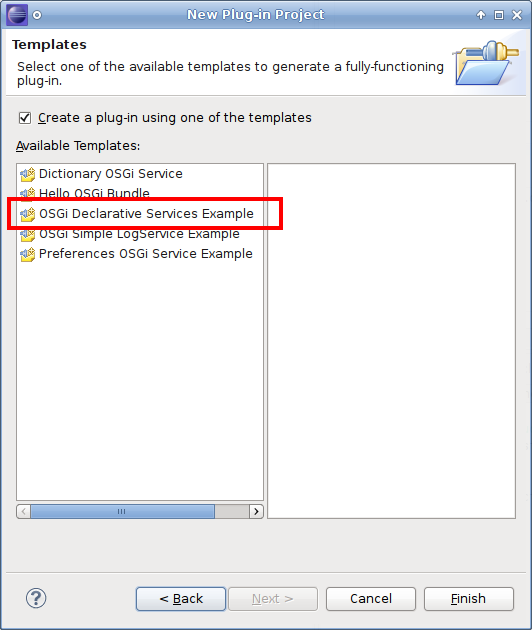 New Plug-in Project
Templates
Select one of the available templates to generate a fully-functioning
plug-in.
Create a plug-in using one of the templates
Available Templates:
Dictionary OSGi Service
Hello OSGi Bundle
OSGi Declarative Services Example
OSGi Simple LogService Example
Preferences OSGi Service Example
?
< Back
Next >
Cancel
Finish